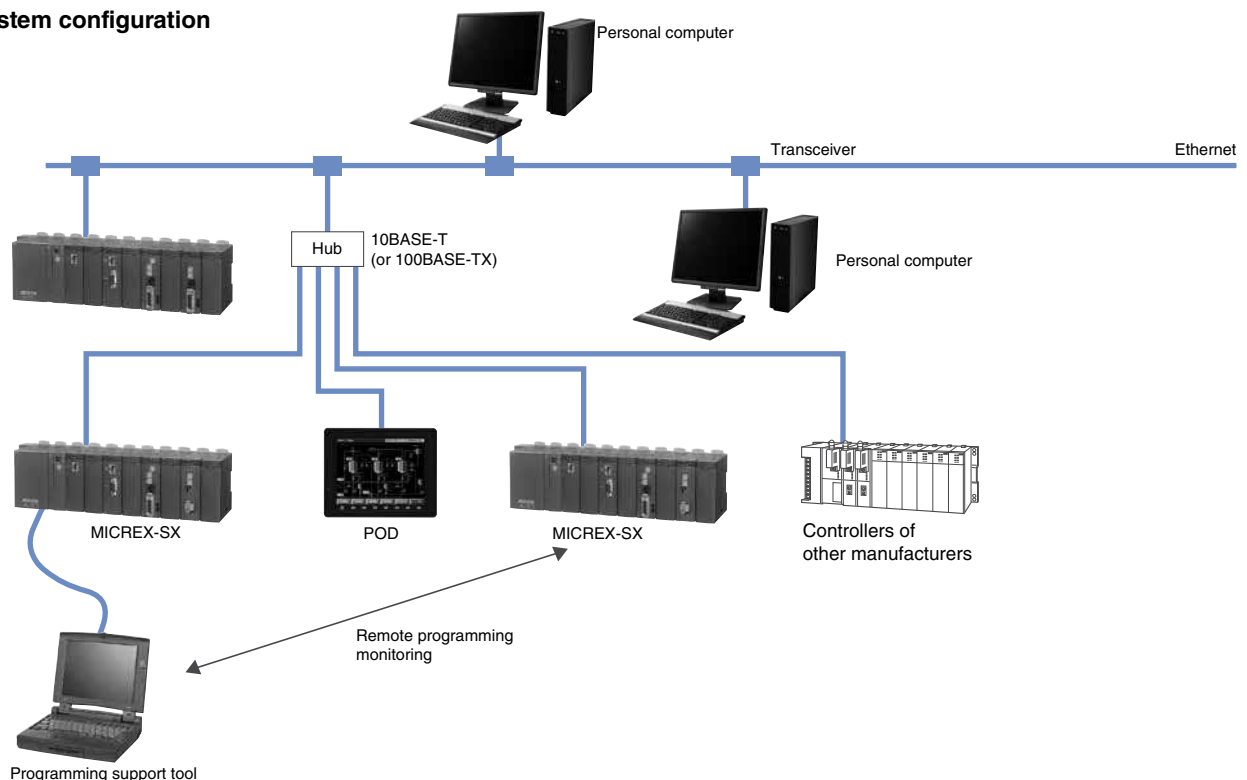 stem configuration
Personal computer
Transceiver
Ethernet
Hub
10BASE-T
(or 100BASE-TX)
Personal computer
MICREX-SX
POD
MICREX-SX
Controllers of
other manufacturers
Remote programming
monitoring
Programming support tool